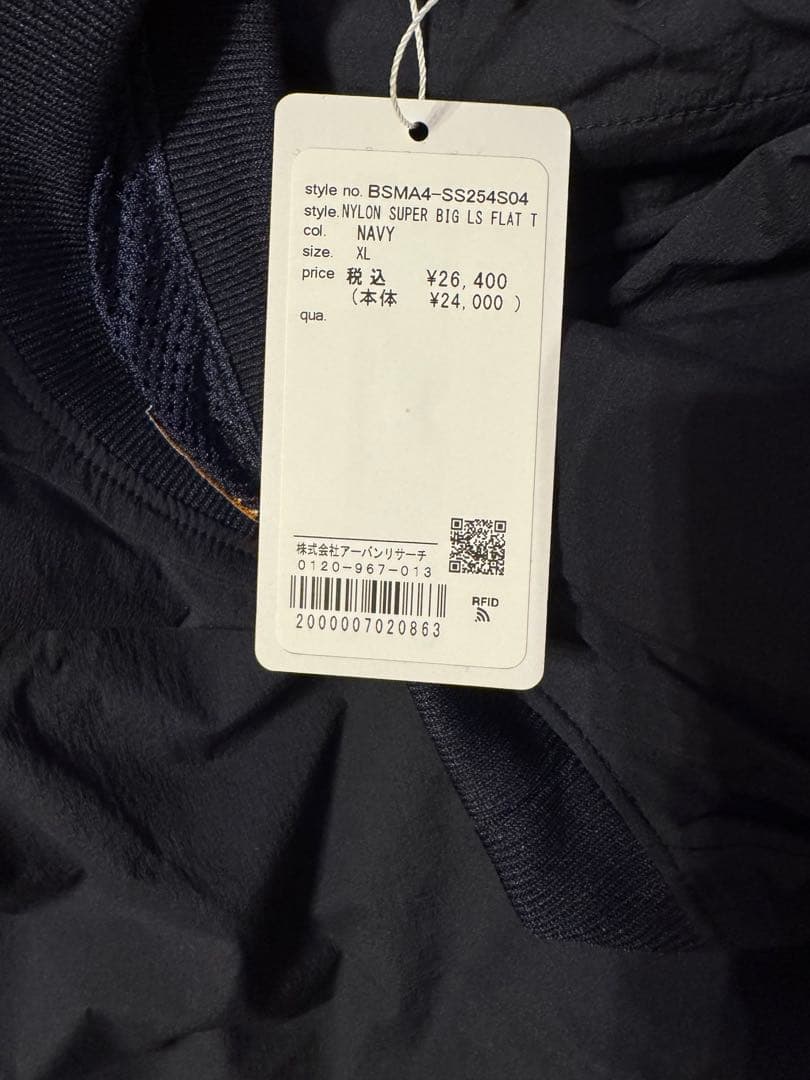 style no. BSMA4-SS254S04
style. NYLON SUPER BIG LS FLAT T
col. NAVY
size. XL
price 税込 ¥26,400
(本体 ¥24,000 )
qua.
株式会社アーバンリサーチ
0120-967-013
RFID
2000007020863